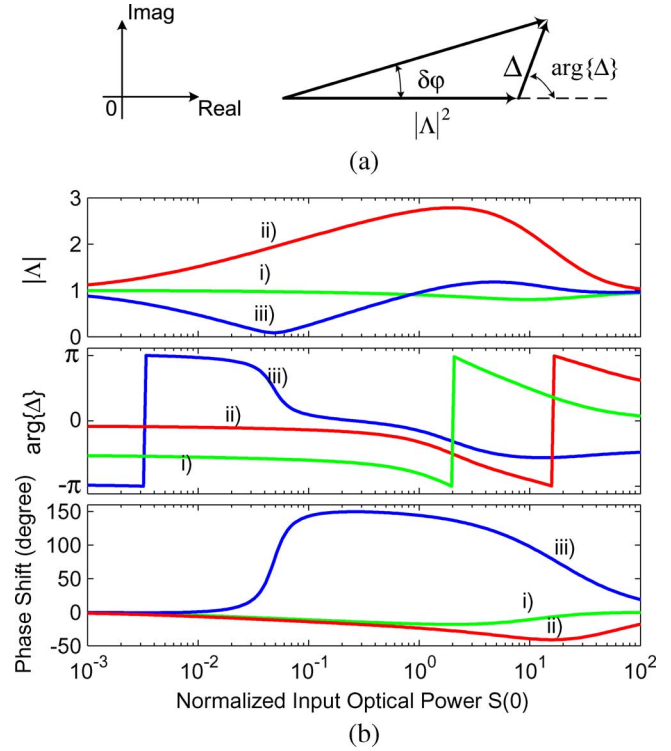 Imag
0
Real
δφ
Δ
arg{Δ}
|Λ|²
(a)
3
2
1
0
|Λ|
ii)
i)
iii)
π
0
-π
arg{Δ}
iii)
ii)
i)
150
100
50
0
-50
Phase Shift (degree)
iii)
i)
ii)
10⁻³ 10⁻² 10⁻¹ 10⁰ 10¹ 10²
Normalized Input Optical Power S(0)
(b)